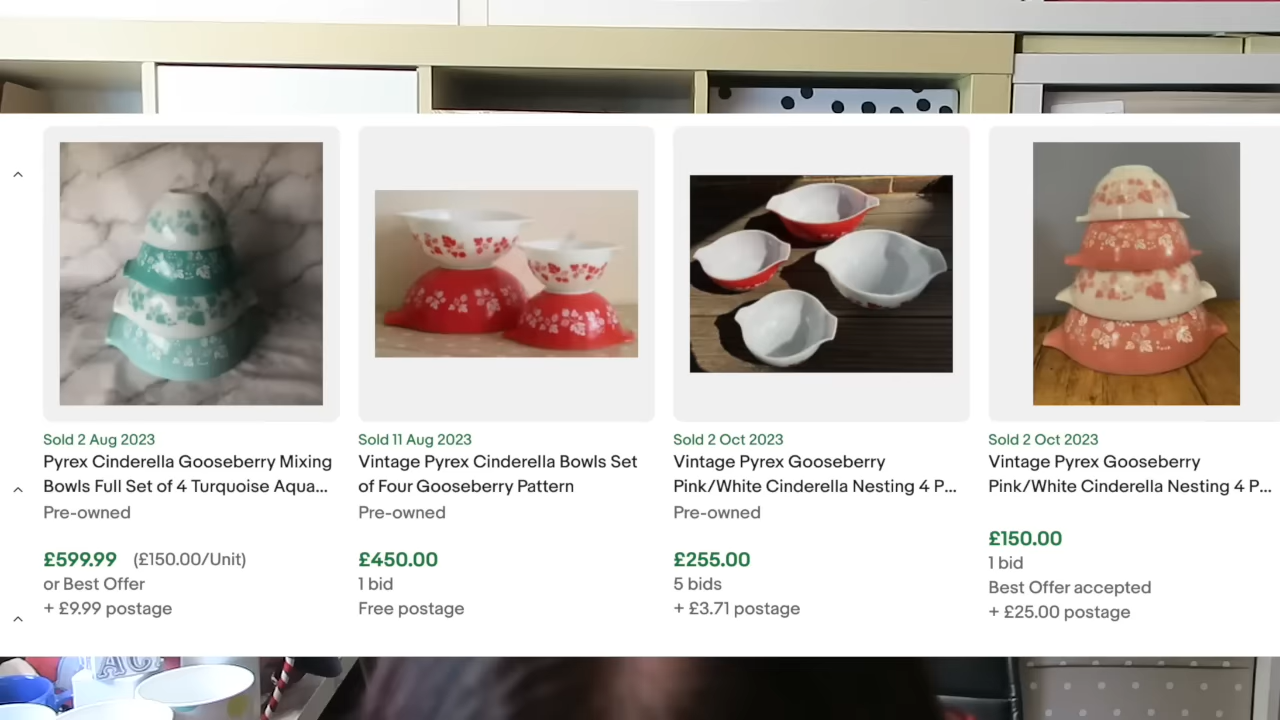 Sold 2 Aug 2023
Pyrex Cinderella Gooseberry Mixing
Bowls Full Set of 4 Turquoise Aqua...
Pre-owned
£599.99 (£150.00/Unit)
or Best Offer
+ £9.99 postage
Sold 11 Aug 2023
Vintage Pyrex Cinderella Bowls Set
of Four Gooseberry Pattern
Pre-owned
£450.00
1 bid
Free postage
Sold 2 Oct 2023
Vintage Pyrex Gooseberry
Pink/White Cinderella Nesting 4 P...
Pre-owned
£255.00
5 bids
+ £3.71 postage
Sold 2 Oct 2023
Vintage Pyrex Gooseberry
Pink/White Cinderella Nesting 4 P...
£150.00
1 bid
Best Offer accepted
+ £25.00 postage